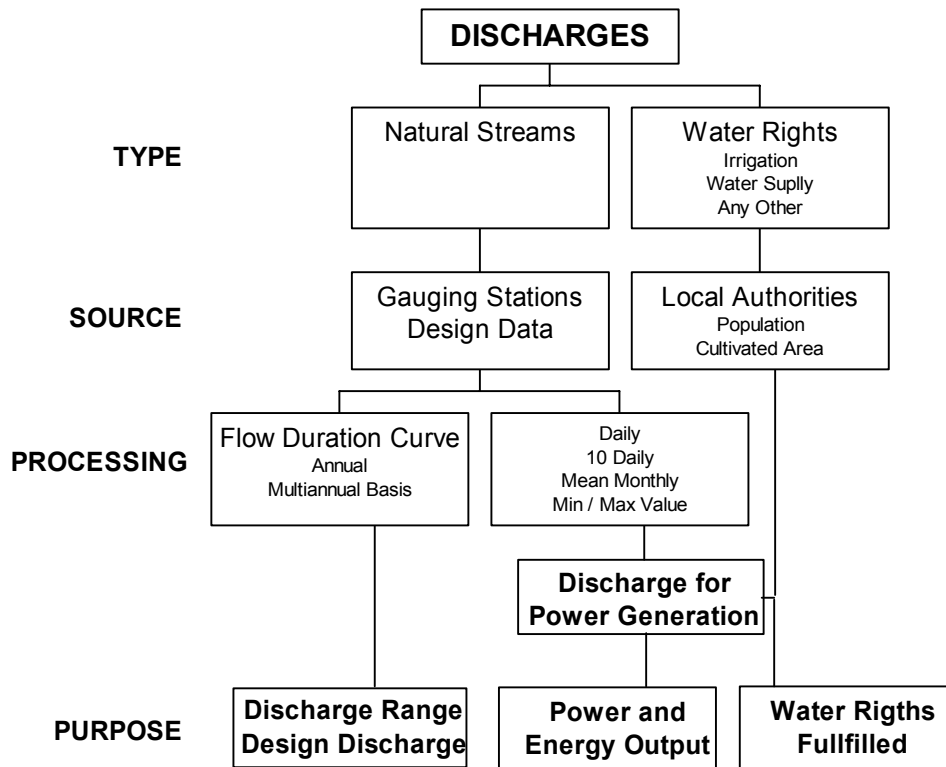 DISCHARGES
TYPE
Natural Streams
Water Rights
Irrigation
Water Suplly
Any Other
SOURCE
Gauging Stations
Design Data
Local Authorities
Population
Cultivated Area
PROCESSING
Flow Duration Curve
Annual
Multiannual Basis
Daily
10 Daily
Mean Monthly
Min / Max Value
Discharge for
Power Generation
PURPOSE
Discharge Range
Design Discharge
Power and
Energy Output
Water Rigths
Fullfilled